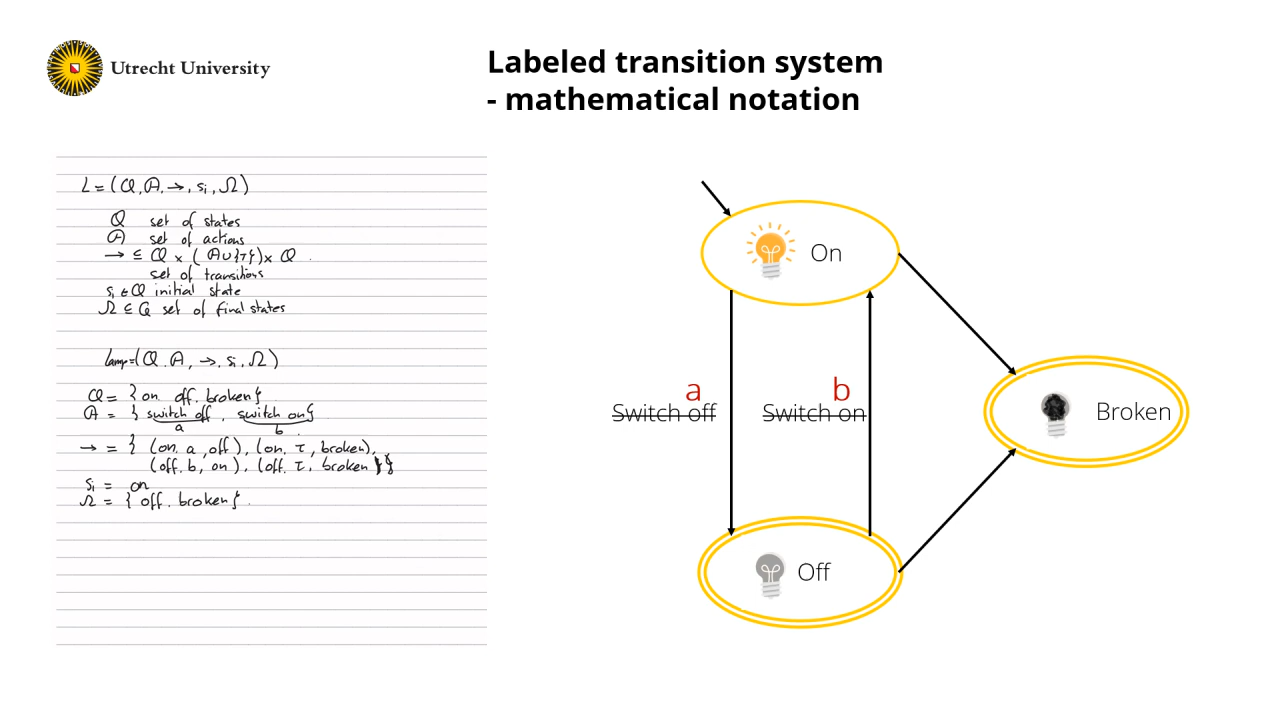 Utrecht University
Labeled transition system
- mathematical notation
L = (Q, A, →, si, Ω)
Q set of states
A set of actions
→ ⊆ Q × (A ∪ {τ}) × Q.
set of transitions
si ∈ Q initial state
Ω ⊆ Q set of final states
lamp = (Q, A, →, si, Ω)
Q = {on, off, broken}
A = {switch off, switch on}
a b
→ = {(on, a, off), (on, τ, broken),
(off, b, on), (off, τ, broken)}
si = on
Ω = {off, broken}.
On
a
Switch off
b
Switch on
Broken
Off